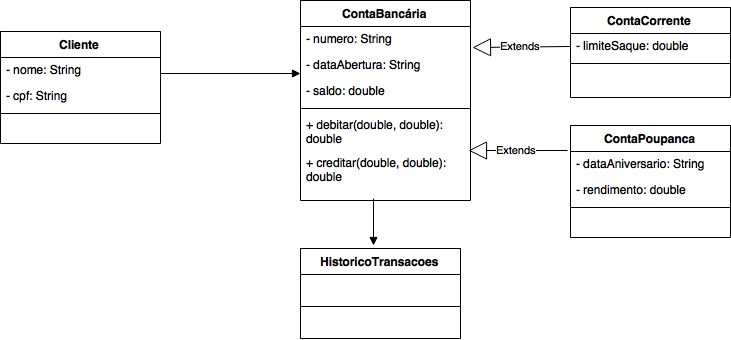 Cliente
- nome: String
- cpf: String
ContaBancária
- numero: String
- dataAbertura: String
- saldo: double
+ debitar(double, double):
double
+ creditar(double, double):
double
Extends
ContaCorrente
- limiteSaque: double
Extends
ContaPoupanca
- dataAniversario: String
- rendimento: double
HistoricoTransacoes